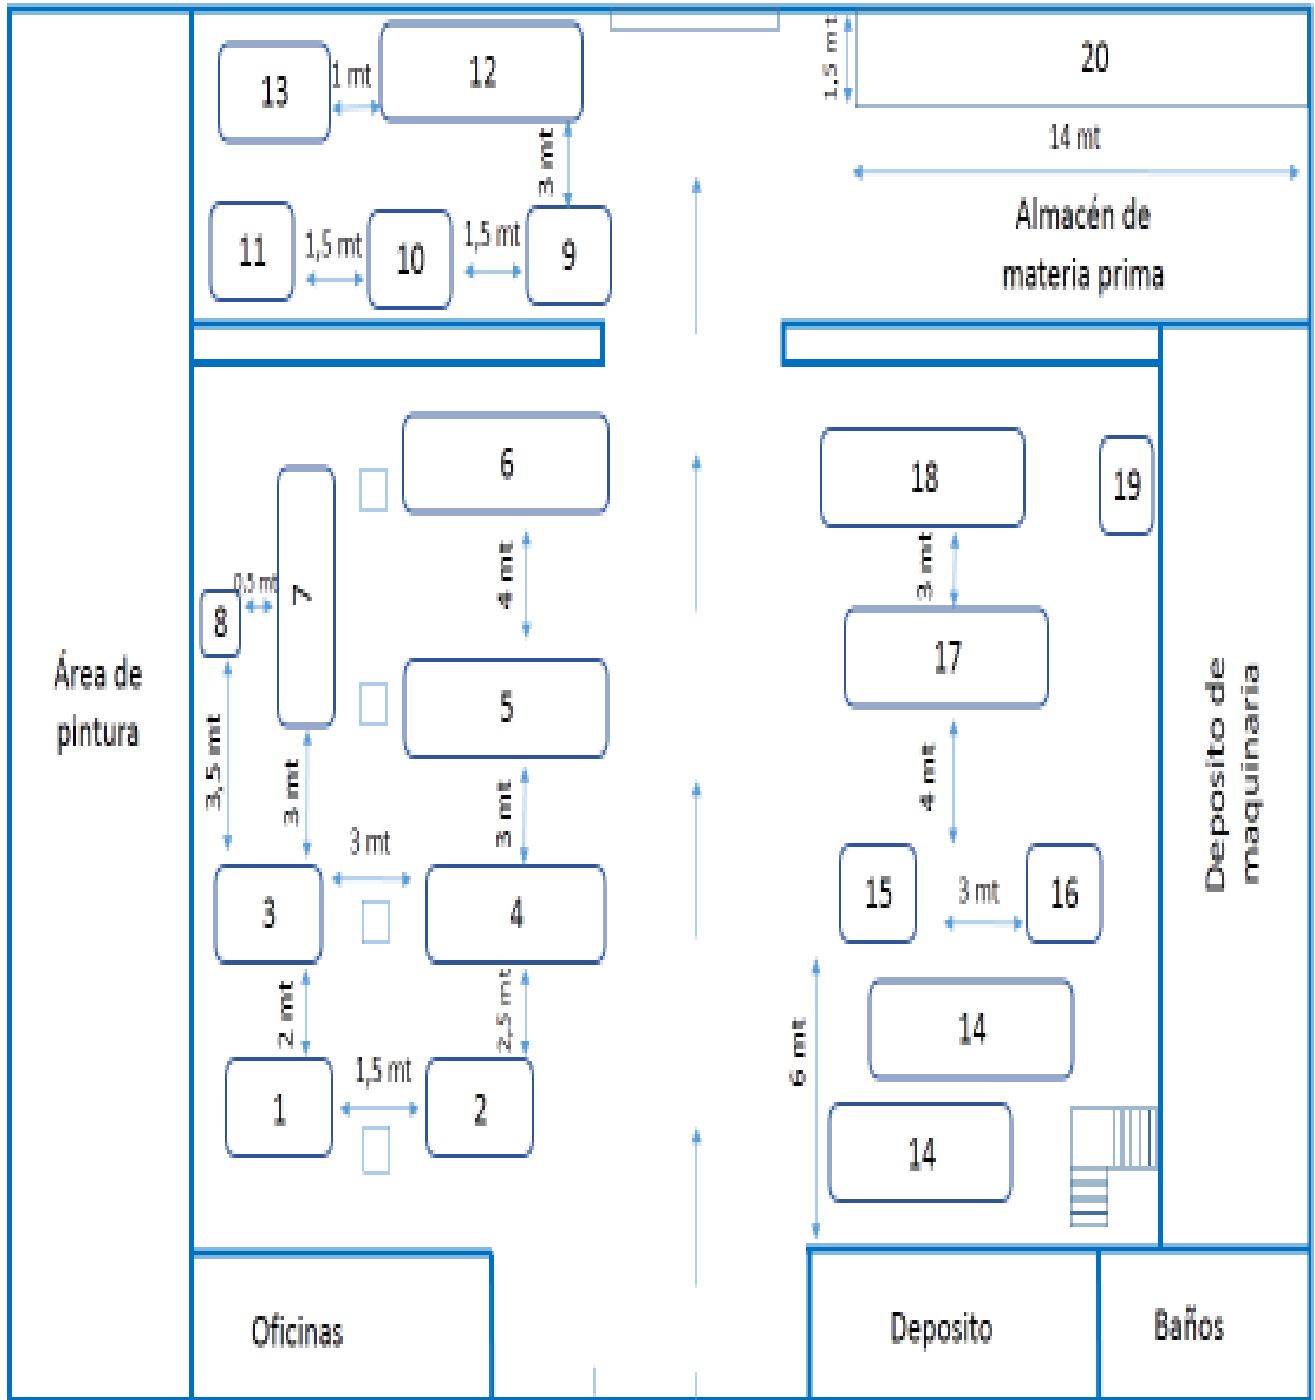 13
1 mt
12
1,5 mt
20
14 mt
3 mt
Almacén de
materia prima
11
1,5 mt
10
1,5 mt
9
6
18
19
4 mt
3 mt
0,5 mt
7
8
5
17
Área de
pintura
Deposito de
maquinaria
3,5 mt
3 mt
3 mt
3 mt
4 mt
3
4
15
3 mt
16
2 mt
2,5 mt
14
6 mt
1
1,5 mt
2
14
Oficinas
Deposito
Baños